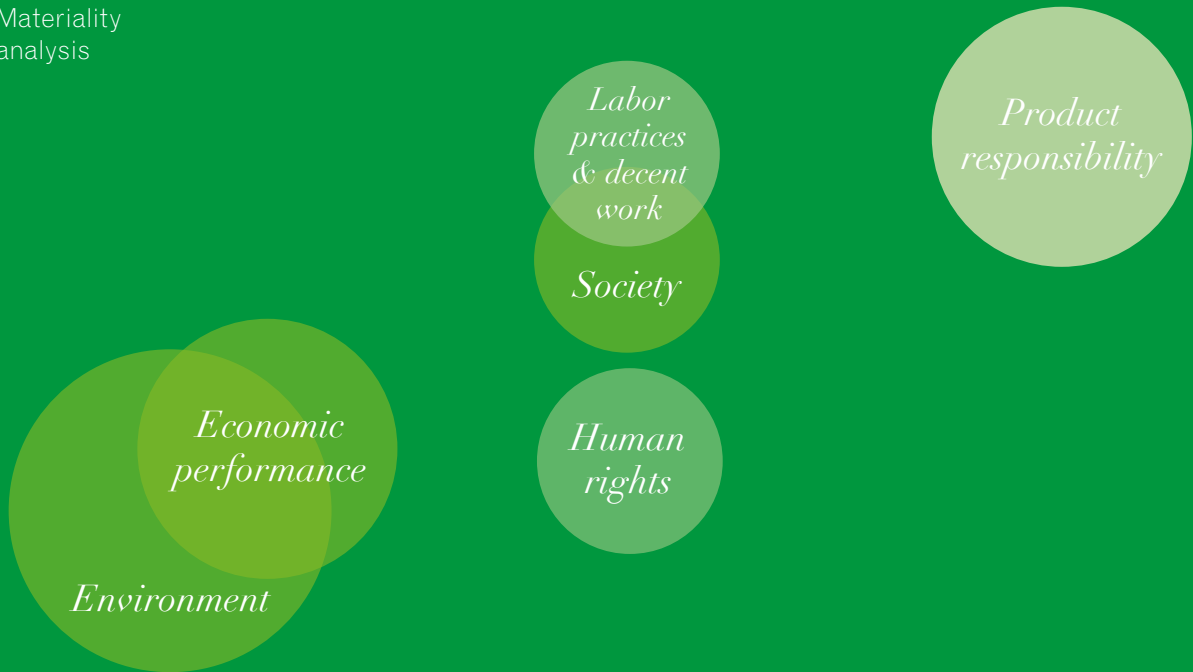 Materiality
analysis
Labor
practices
& decent
work
Society
Product
responsibility
Human
rights
Economic
performance
Environment